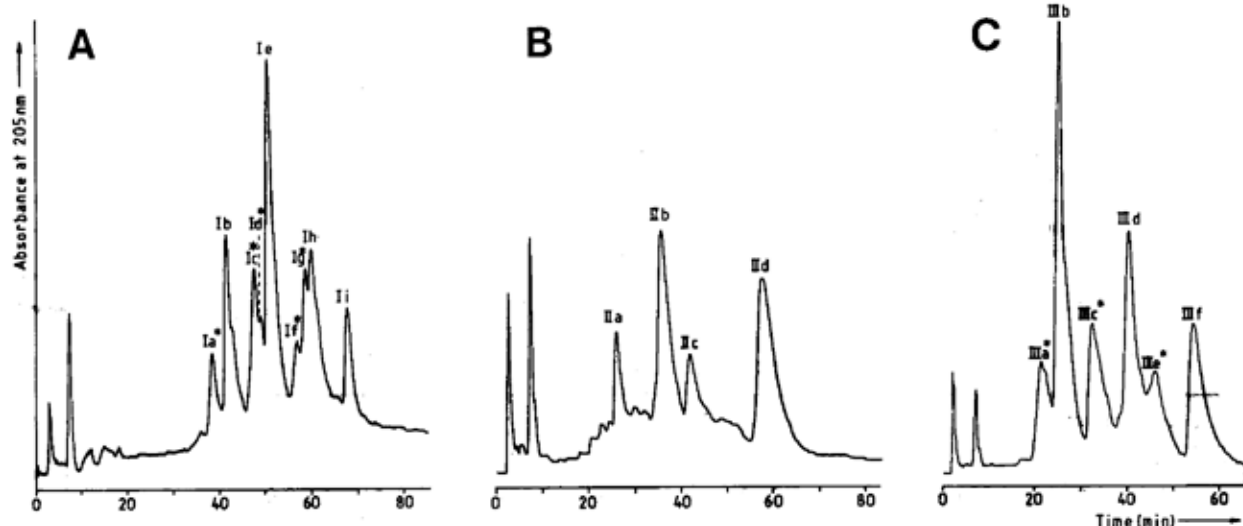 A
B
C
Absorbance at 205nm
Ia*
Ib
Ic*
Id*
Ie
If*
Ig*
Ih
Ii
0 20 40 60 80
IIa
IIb
IIc
IId
0 20 40 60 80
IIIa*
IIIb
IIIc*
IIId
IIIe*
IIIf
0 20 40 60
Time (min)